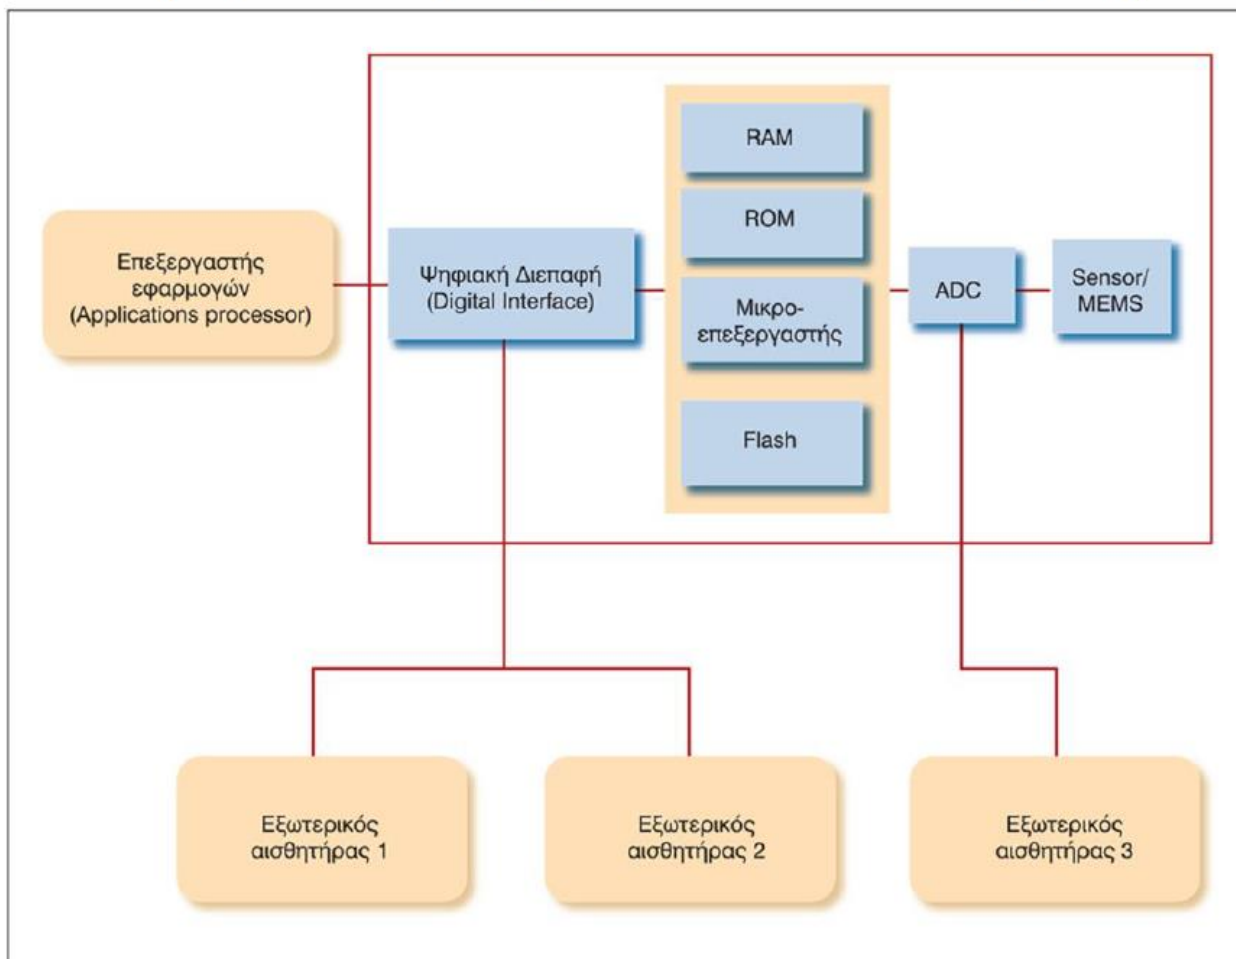 RAM
ROM
Επεξεργαστής
εφαρμογών
(Applications processor)
Ψηφιακή Διεπαφή
(Digital Interface)
Μικρο-
επεξεργαστής
ADC
Sensor/
MEMS
Flash
Εξωτερικός
αισθητήρας 1
Εξωτερικός
αισθητήρας 2
Εξωτερικός
αισθητήρας 3